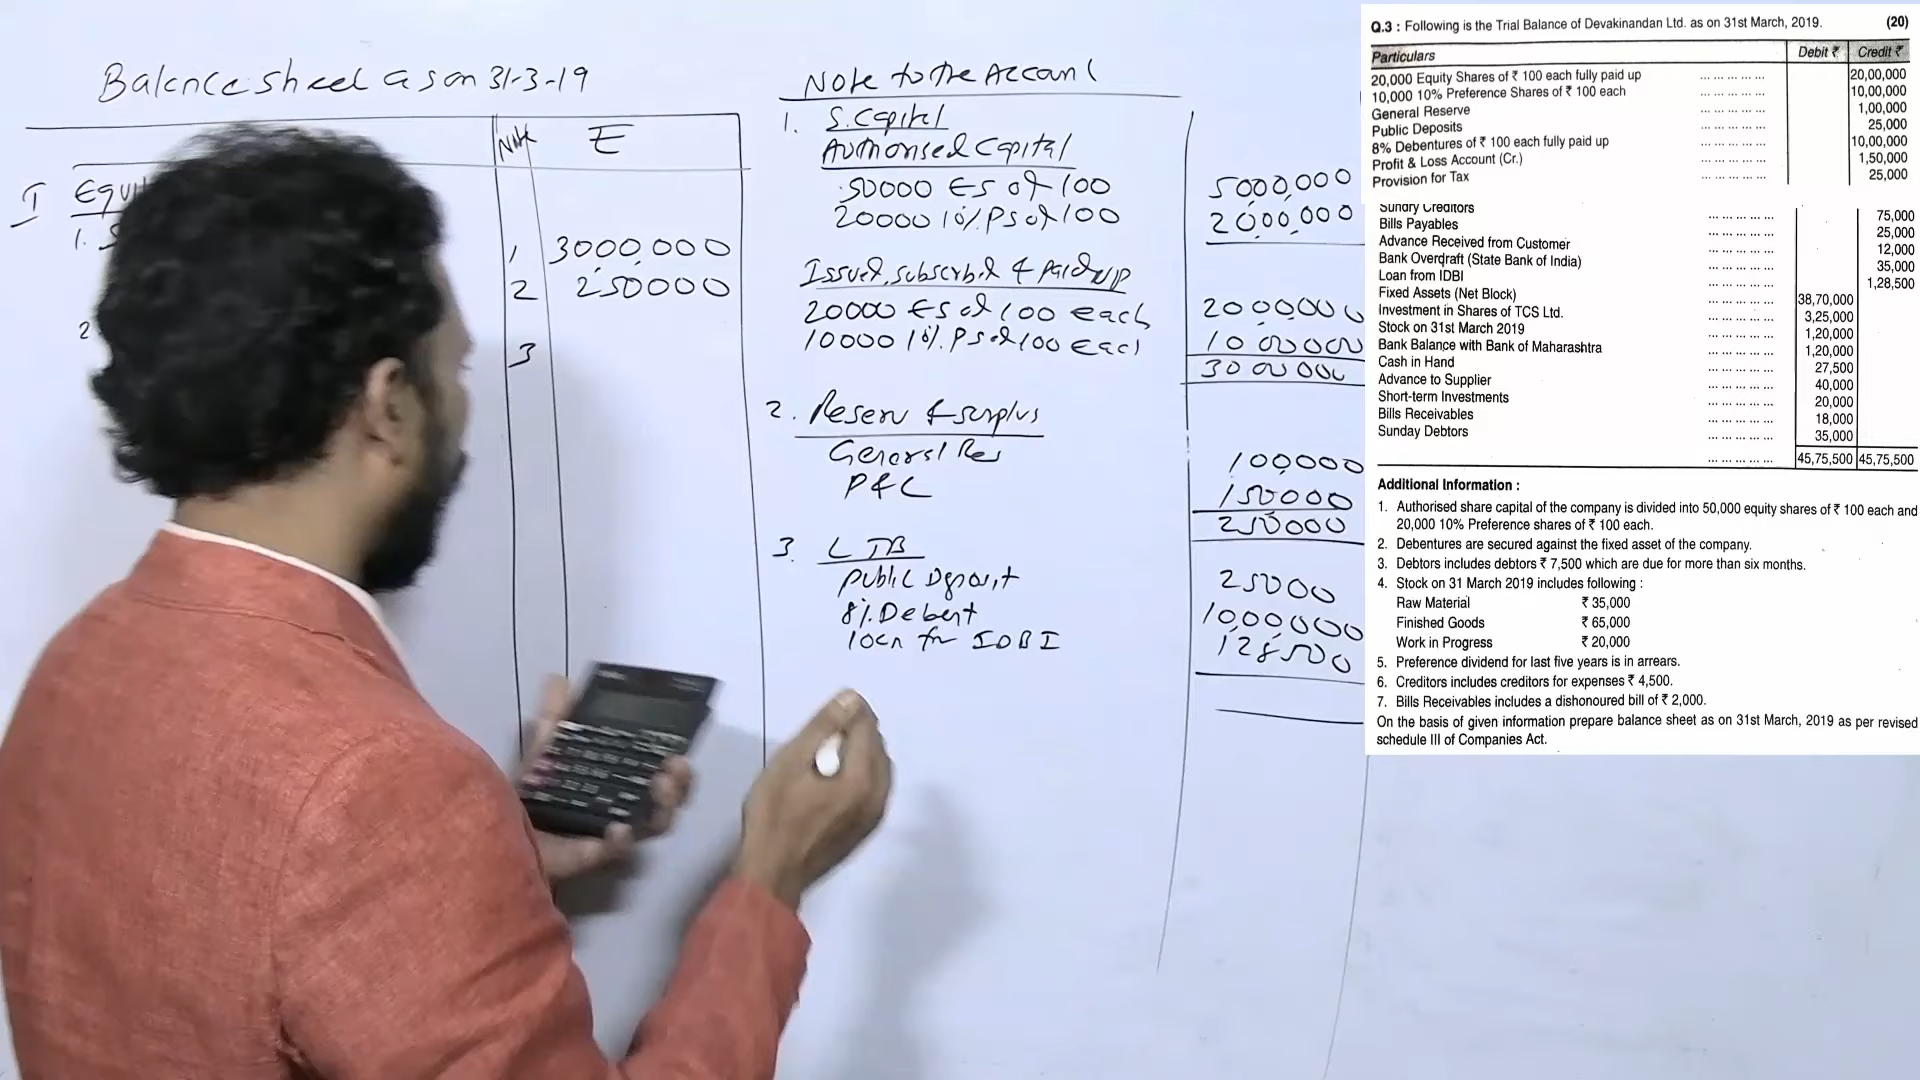 Balance sheet as on 31-3-19
Note ₹
I Equi
1. S
1 3000,000
2 250000
2
3
Note to the Account
1. S. Capital
Authorised Capital
50000 ES of 100 5000,000
20000 10% PS of 100 2000,000
Issued, subscribed & paid up
20000 ES of 100 each 2000000
10000 10% PS of 100 each 1000000
3000000
2. Reserv & surplus
General Res 100000
P & L 150000
250000
3. LTB
Public Deposit 25000
8% Debent 1000000
loan fr IDBI 128500
Q.3 : Following is the Trial Balance of Devakinandan Ltd. as on 31st March, 2019. (20)
Particulars Debit ₹ Credit ₹
20,000 Equity Shares of ₹ 100 each fully paid up ... ... ... ... ... 20,00,000
10,000 10% Preference Shares of ₹ 100 each ... ... ... ... ... 10,00,000
General Reserve ... ... ... ... ... 1,00,000
Public Deposits ... ... ... ... ... 25,000
8% Debentures of ₹ 100 each fully paid up ... ... ... ... ... 10,00,000
Profit & Loss Account (Cr.) ... ... ... ... ... 1,50,000
Provision for Tax ... ... ... ... ... 25,000
Sundry Creditors ... ... ... ... ... 75,000
Bills Payables ... ... ... ... ... 25,000
Advance Received from Customer ... ... ... ... ... 12,000
Bank Overdraft (State Bank of India) ... ... ... ... ... 35,000
Loan from IDBI ... ... ... ... ... 1,28,500
Fixed Assets (Net Block) ... ... ... ... ... 38,70,000
Investment in Shares of TCS Ltd. ... ... ... ... ... 3,25,000
Stock on 31st March 2019 ... ... ... ... ... 1,20,000
Bank Balance with Bank of Maharashtra ... ... ... ... ... 1,20,000
Cash in Hand ... ... ... ... ... 27,500
Advance to Supplier ... ... ... ... ... 40,000
Short-term Investments ... ... ... ... ... 20,000
Bills Receivables ... ... ... ... ... 18,000
Sunday Debtors ... ... ... ... ... 35,000
... ... ... ... ... 45,75,500 45,75,500
Additional Information :
1. Authorised share capital of the company is divided into 50,000 equity shares of ₹ 100 each and
20,000 10% Preference shares of ₹ 100 each.
2. Debentures are secured against the fixed asset of the company.
3. Debtors includes debtors ₹ 7,500 which are due for more than six months.
4. Stock on 31 March 2019 includes following :
Raw Material ₹ 35,000
Finished Goods ₹ 65,000
Work in Progress ₹ 20,000
5. Preference dividend for last five years is in arrears.
6. Creditors includes creditors for expenses ₹ 4,500.
7. Bills Receivables includes a dishonoured bill of ₹ 2,000.
On the basis of given information prepare balance sheet as on 31st March, 2019 as per revised
schedule III of Companies Act.